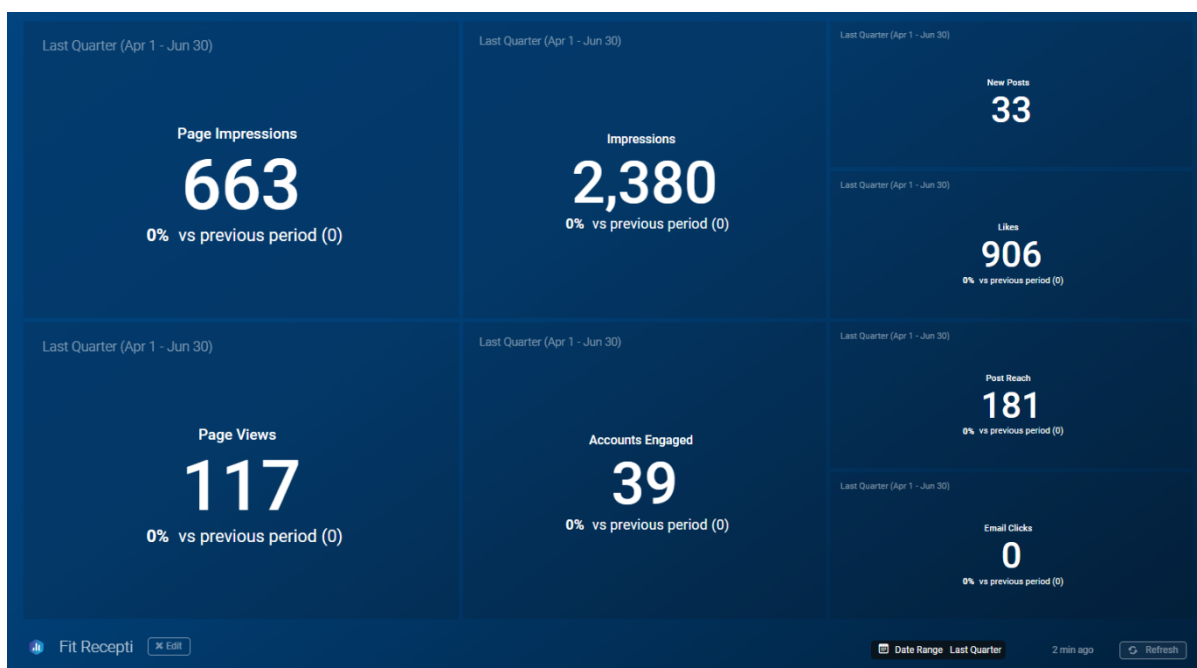 Last Quarter (Apr 1 - Jun 30)
Page Impressions
663
0% vs previous period (0)
Last Quarter (Apr 1 - Jun 30)
Impressions
2,380
0% vs previous period (0)
Last Quarter (Apr 1 - Jun 30)
New Posts
33
Last Quarter (Apr 1 - Jun 30)
Likes
906
0% vs previous period (0)
Last Quarter (Apr 1 - Jun 30)
Page Views
117
0% vs previous period (0)
Last Quarter (Apr 1 - Jun 30)
Accounts Engaged
39
0% vs previous period (0)
Last Quarter (Apr 1 - Jun 30)
Post Reach
181
0% vs previous period (0)
Last Quarter (Apr 1 - Jun 30)
Email Clicks
0
0% vs previous period (0)
Fit Recepti
Edit
Date Range Last Quarter
2 min ago
Refresh